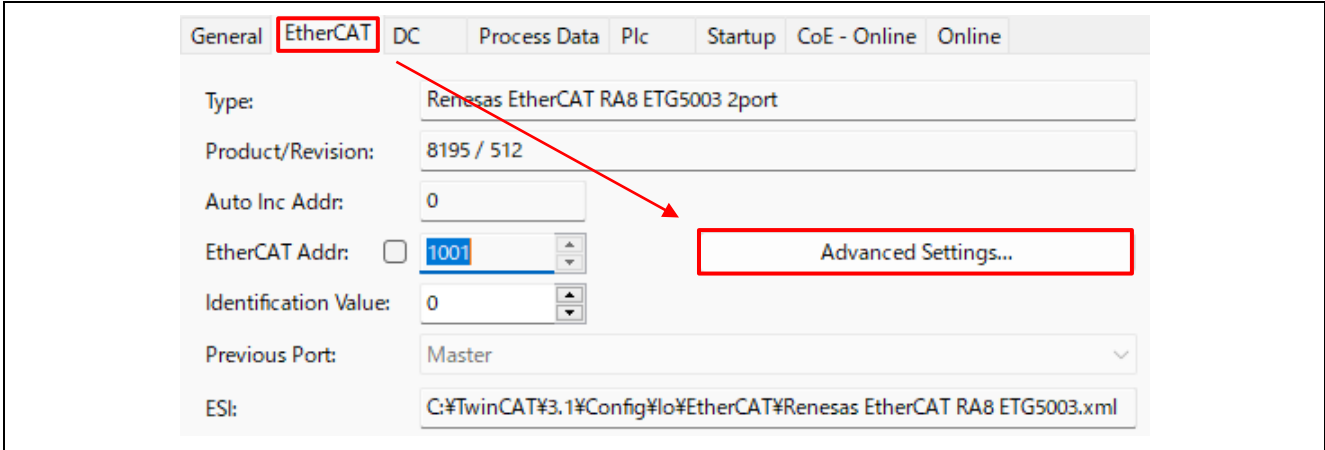 General EtherCAT DC Process Data Plc Startup CoE - Online Online
Type: Renesas EtherCAT RA8 ETG5003 2port
Product/Revision: 8195 / 512
Auto Inc Addr: 0
EtherCAT Addr: 1001 Advanced Settings...
Identification Value: 0
Previous Port: Master
ESI: C:¥TwinCAT¥3.1¥Config¥Io¥EtherCAT¥Renesas EtherCAT RA8 ETG5003.xml